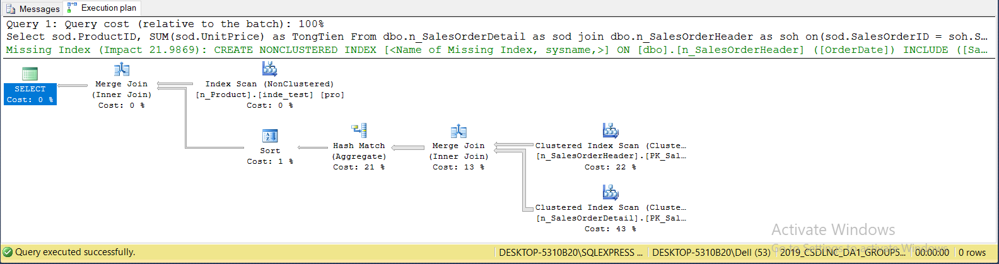 Messages Execution plan
Query 1: Query cost (relative to the batch): 100%
Select sod.ProductID, SUM(sod.UnitPrice) as TongTien From dbo.n_SalesOrderDetail as sod join dbo.n_SalesOrderHeader as soh on(sod.SalesOrderID = soh.S...
Missing Index (Impact 21.9869): CREATE NONCLUSTERED INDEX [<Name of Missing Index, sysname,>] ON [dbo].[n_SalesOrderHeader] ([OrderDate]) INCLUDE ([Sa...
SELECT
Cost: 0 %
Merge Join
(Inner Join)
Cost: 0 %
Index Scan (NonClustered)
[n_Product].[inde_test] [pro]
Cost: 0 %
Sort
Cost: 1 %
Hash Match
(Aggregate)
Cost: 21 %
Merge Join
(Inner Join)
Cost: 13 %
Clustered Index Scan (Cluste...
[n_SalesOrderHeader].[PK_Sal...
Cost: 22 %
Clustered Index Scan (Cluste...
[n_SalesOrderDetail].[PK_Sal...
Cost: 43 %
Activate Windows
Go to Settings to activate Windows.
Query executed successfully.
DESKTOP-5310B20\SQLEXPRESS ... DESKTOP-5310B20\Dell (53) 2019_CSDLNC_DA1_GROUP5... 00:00:00 0 rows